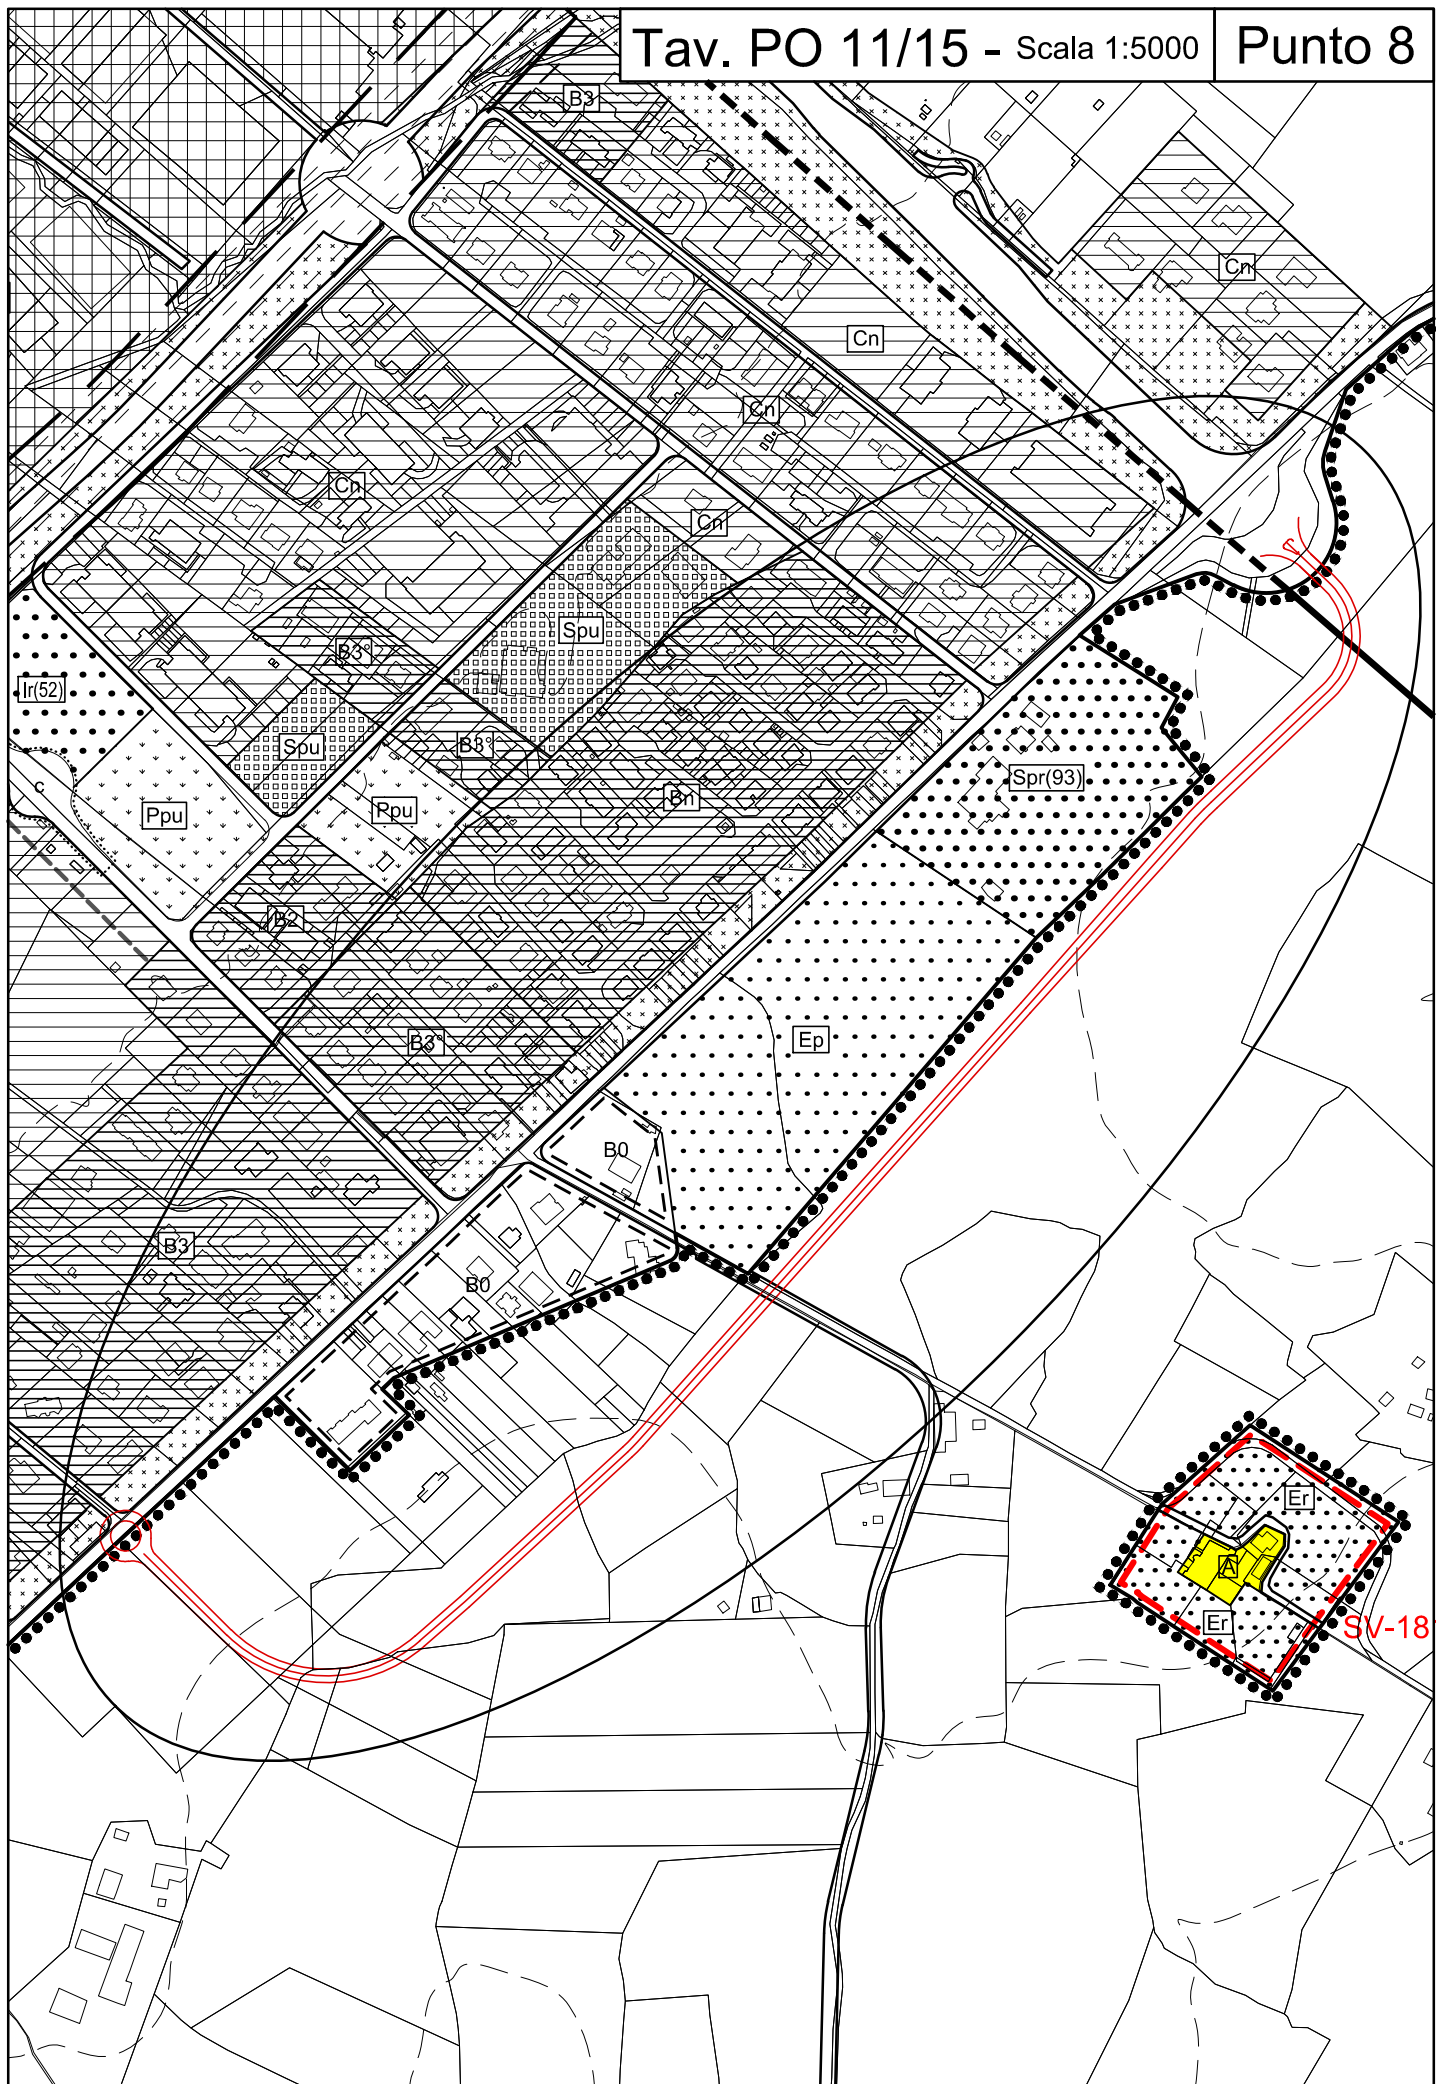 Tav. PO 11/15 - Scala 1:5000
Punto 8
B3
Cn
Cn
Cn
Cn
Cn
Spu
B3°
Ir(52)
Spu
B3°
Spr(93)
c
Ppu
Ppu
Bn
B2
Ep
B3°
B0
B3
B0
Er
A
Er
SV-18